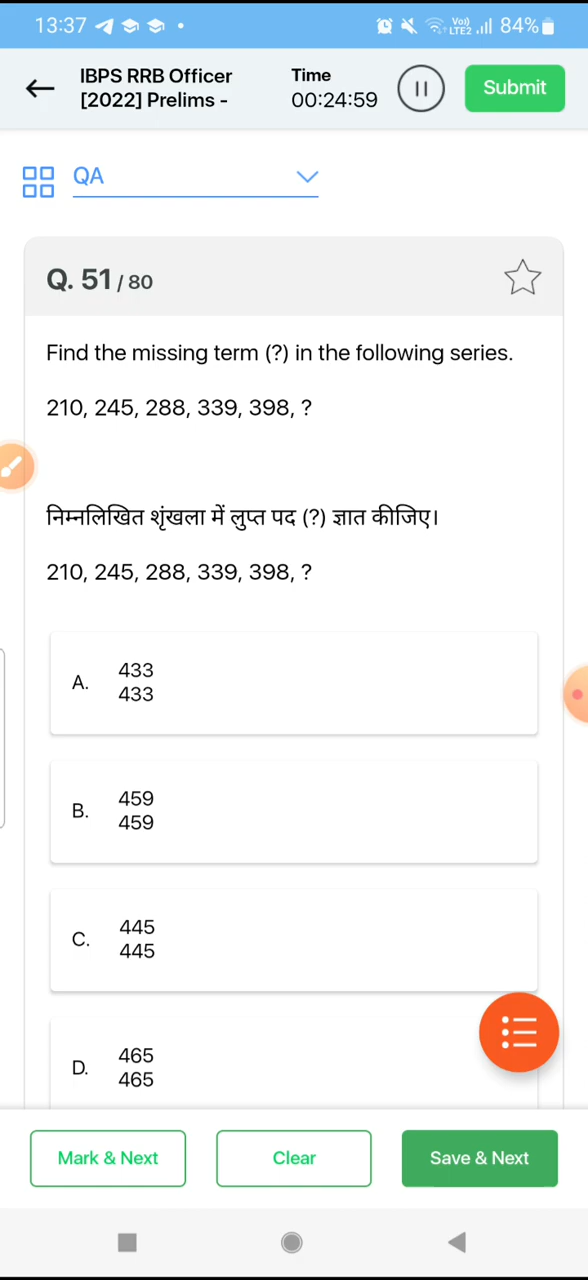 13:37
Vo)) LTE2 84%
IBPS RRB Officer
[2022] Prelims -
Time
00:24:59
Submit
QA
Q. 51 / 80
Find the missing term (?) in the following series.
210, 245, 288, 339, 398, ?
निम्नलिखित शृंखला में लुप्त पद (?) ज्ञात कीजिए।
210, 245, 288, 339, 398, ?
A. 433
433
B. 459
459
C. 445
445
D. 465
465
Mark & Next
Clear
Save & Next